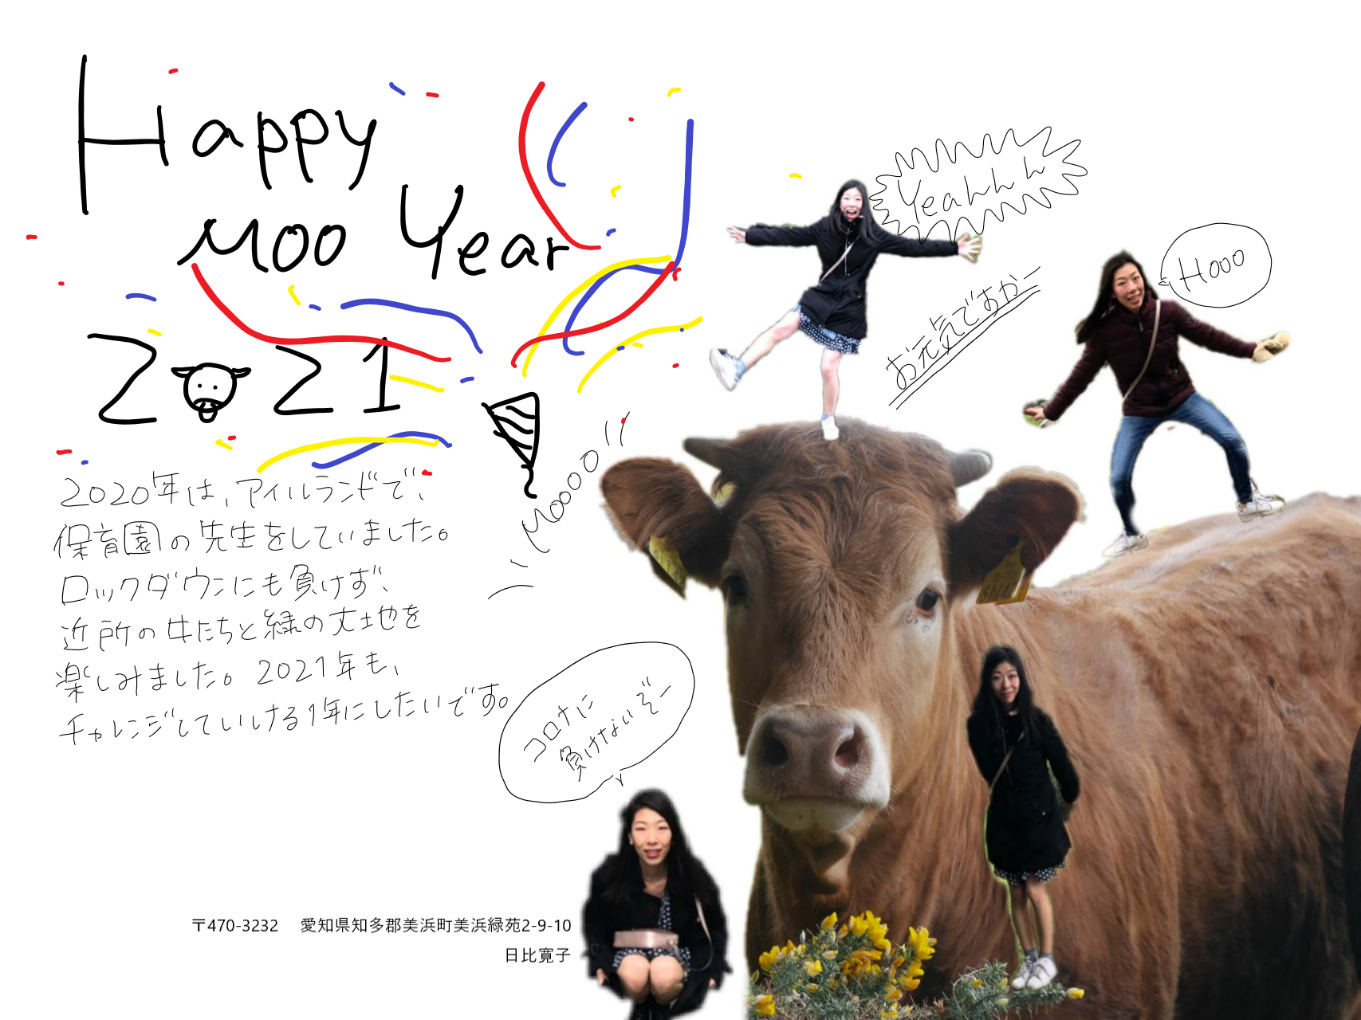 Happy
Moo Year
2021
Yeahhhh
Hooo
お元気ですかー
Moooo
2020年は、アイルランドで、
保育園の先生をしていました。
ロックダウンにも負けず、
近所の牛たちと緑の大地を
楽しみました。2021年も、
チャレンジしていける1年にしたいです。
コロナに
負けないぞー
〒470-3232 愛知県知多郡美浜町美浜緑苑2-9-10
日比寛子